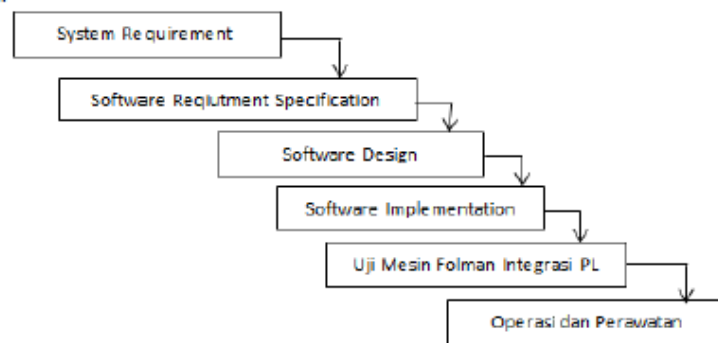 System Requirement
Software Reqiutment Specification
Software Design
Software Implementation
Uji Mesin Folman Integrasi PL
Operasi dan Perawatan